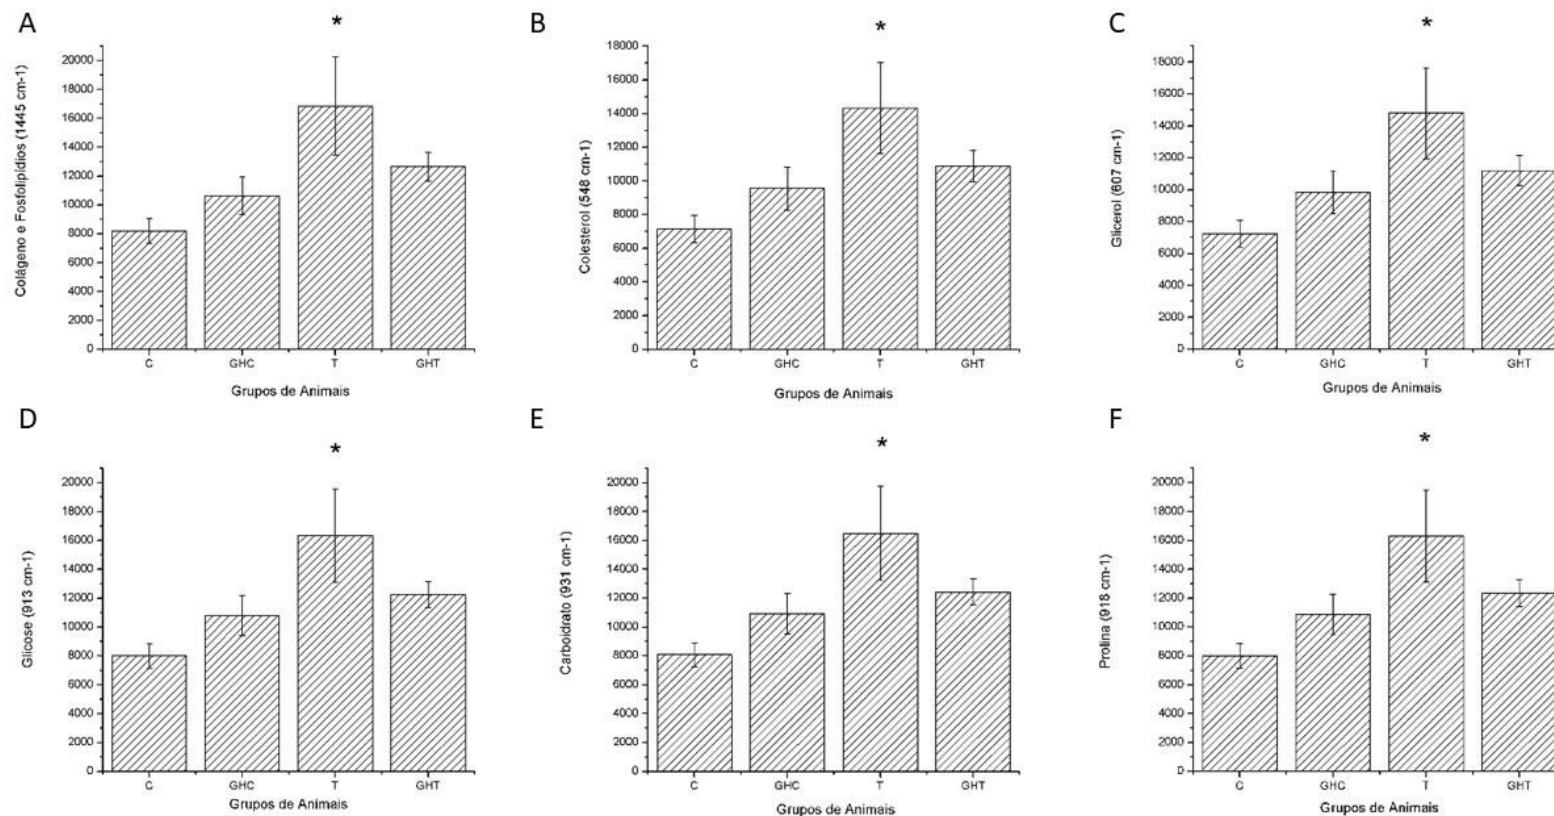 A
*
Colágeno e Fosfolipídios (1445 cm-1)
20000
18000
16000
14000
12000
10000
8000
6000
4000
2000
0
C GHC T GHT
Grupos de Animais
B
*
Colesterol (548 cm-1)
18000
16000
14000
12000
10000
8000
6000
4000
2000
0
C GHC T GHT
Grupos de Animais
C
*
Glicerol (607 cm-1)
18000
16000
14000
12000
10000
8000
6000
4000
2000
0
C GHC T GHT
Grupos de Animais
D
*
Glicose (913 cm-1)
20000
18000
16000
14000
12000
10000
8000
6000
4000
2000
0
C GHC T GHT
Grupos de Animais
E
*
Carboidrato (931 cm-1)
20000
18000
16000
14000
12000
10000
8000
6000
4000
2000
0
C GHC T GHT
Grupos de Animais
F
*
Prolina (918 cm-1)
20000
18000
16000
14000
12000
10000
8000
6000
4000
2000
0
C GHC T GHT
Grupos de Animais